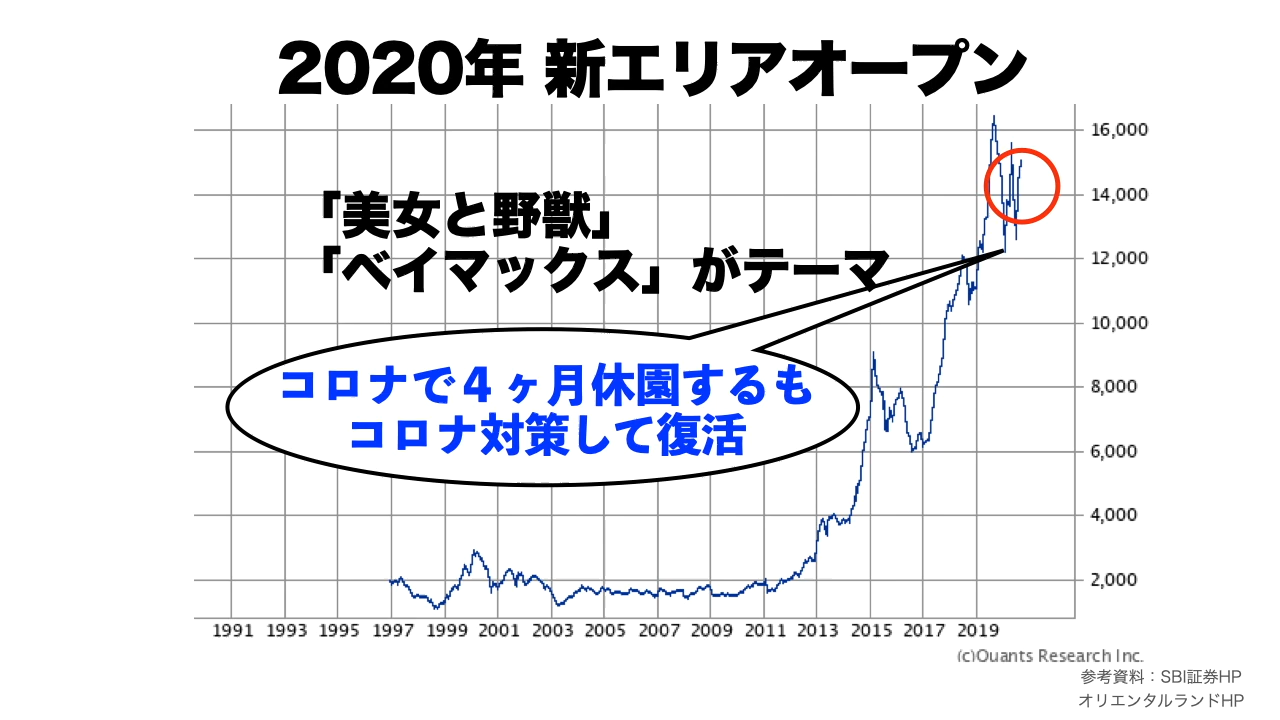 2020年 新エリアオープン
「美女と野獣」
「ベイマックス」がテーマ
コロナで４ヶ月休園するも
コロナ対策して復活
16,000
14,000
12,000
10,000
8,000
6,000
4,000
2,000
1991 1993 1995 1997 1999 2001 2003 2005 2007 2009 2011 2013 2015 2017 2019
(c)Quants Research Inc.
参考資料：SBI証券HP
オリエンタルランドHP